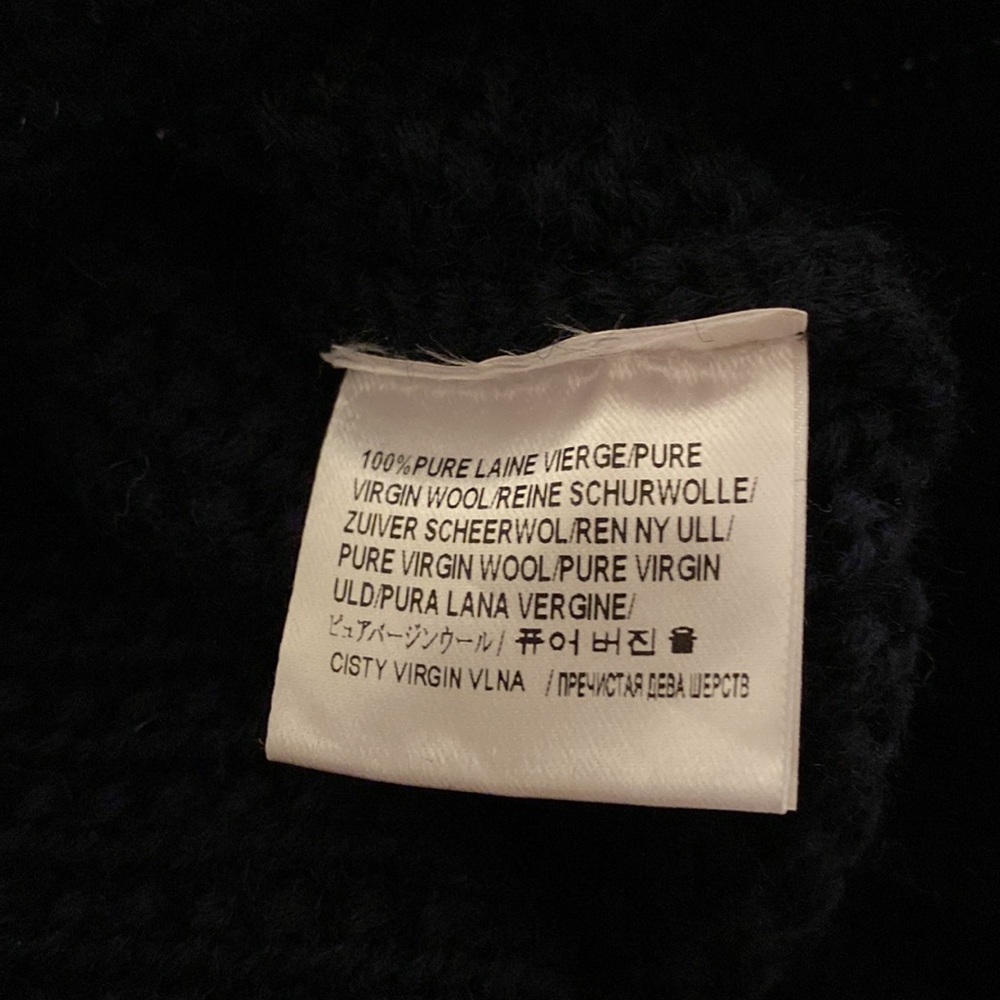 100%PURE LAINE VIERGE/PURE
VIRGIN WOOL/REINE SCHURWOLLE/
ZUIVER SCHEERWOL/REN NY ULL/
PURE VIRGIN WOOL/PURE VIRGIN
ULD/PURA LANA VERGINE/
ピュアバージンウール/ 퓨어 버진 울
CISTY VIRGIN VLNA /ПРЕЧИСТАЯ ДЕВА ШЕРСТВ